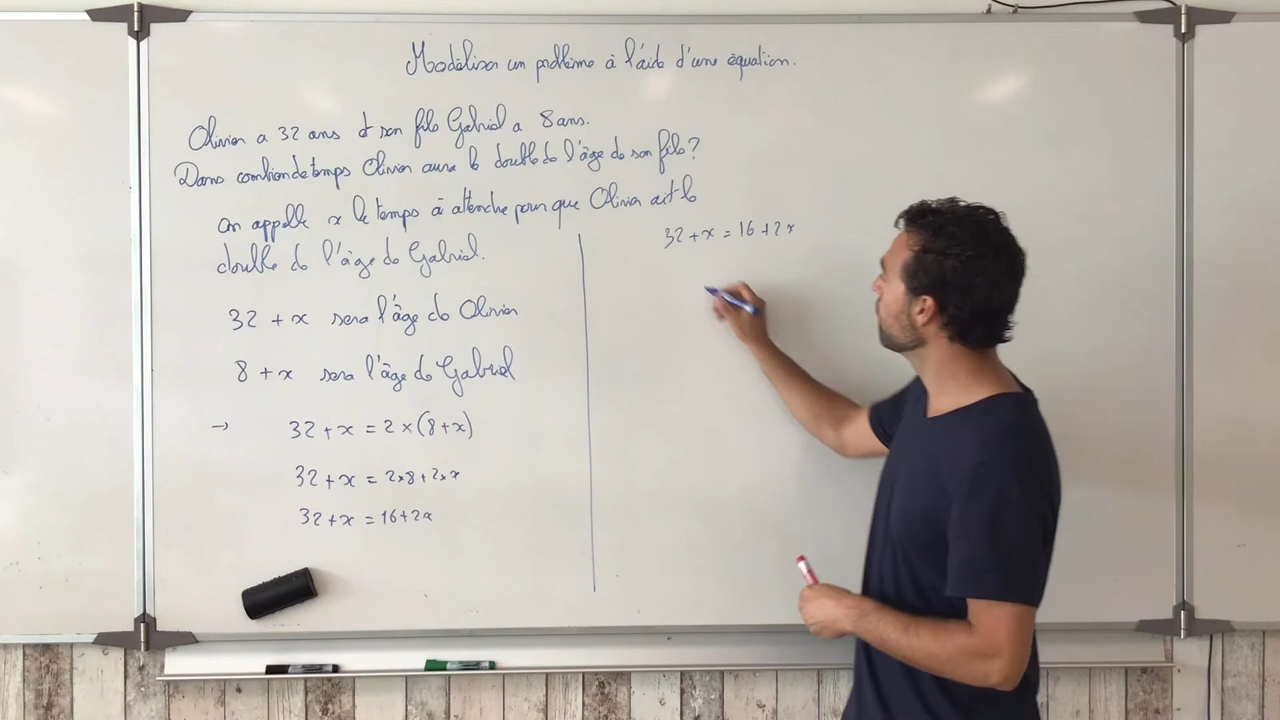 Modéliser un problème à l'aide d'une équation.
Olivier a 32 ans et son fils Gabriel a 8 ans.
Dans combien de temps Olivier aura le double de l'âge de son fils ?
on appelle x le temps à attendre pour que Olivier ait le
double de l'âge de Gabriel.
32 + x sera l'âge de Olivier
8 + x sera l'âge de Gabriel
→ 32 + x = 2 × (8 + x)
32 + x = 2×8 + 2×x
32 + x = 16 + 2x
32 + x = 16 + 2x